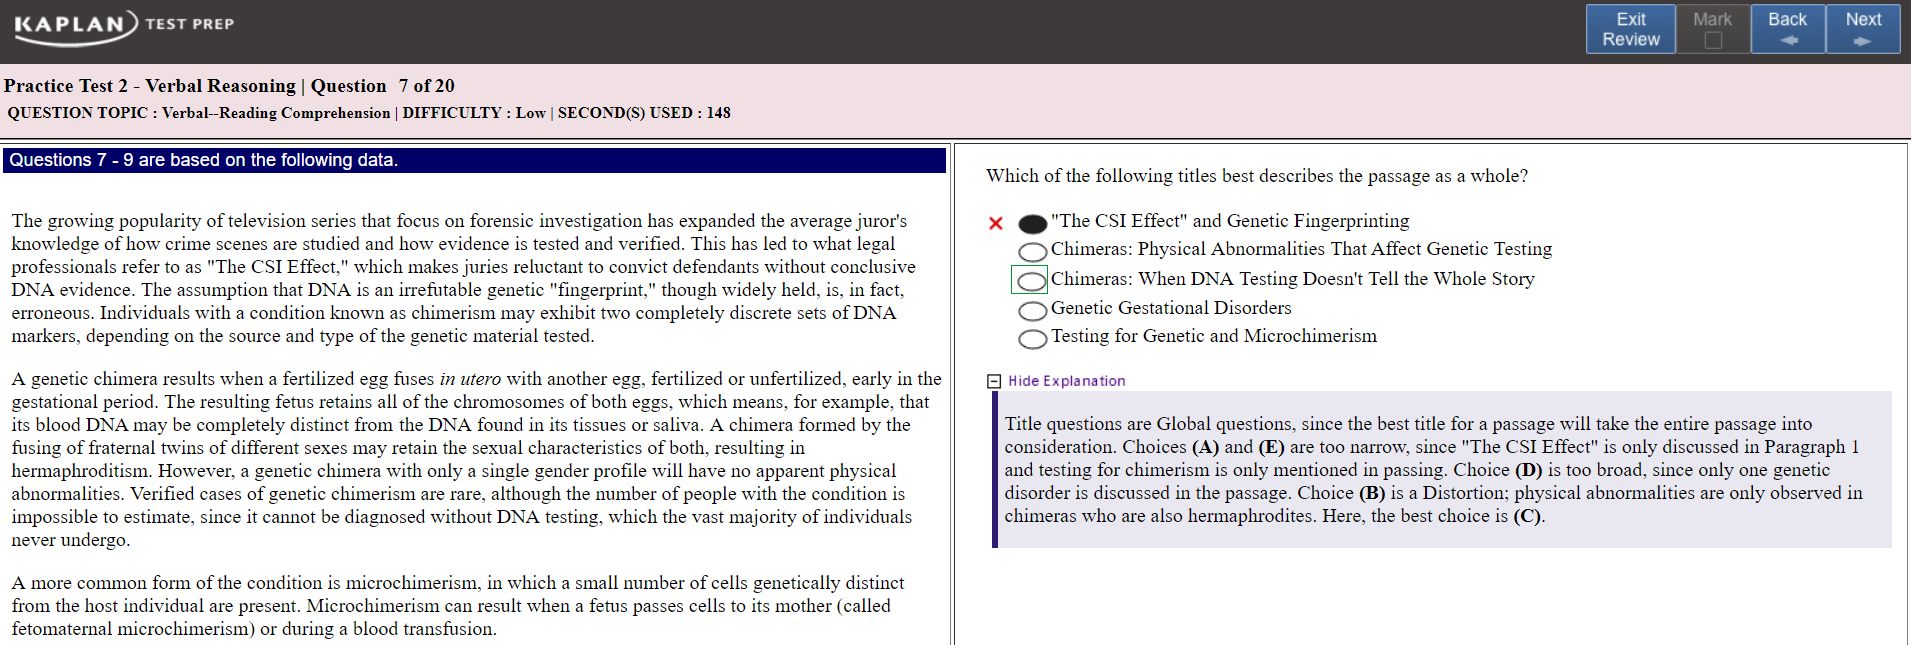 KAPLAN TEST PREP
Exit Review
Mark
Back
Next
Practice Test 2 - Verbal Reasoning | Question 7 of 20
QUESTION TOPIC : Verbal--Reading Comprehension | DIFFICULTY : Low | SECOND(S) USED : 148
Questions 7 - 9 are based on the following data.
The growing popularity of television series that focus on forensic investigation has expanded the average juror's
knowledge of how crime scenes are studied and how evidence is tested and verified. This has led to what legal
professionals refer to as "The CSI Effect," which makes juries reluctant to convict defendants without conclusive
DNA evidence. The assumption that DNA is an irrefutable genetic "fingerprint," though widely held, is, in fact,
erroneous. Individuals with a condition known as chimerism may exhibit two completely discrete sets of DNA
markers, depending on the source and type of the genetic material tested.
A genetic chimera results when a fertilized egg fuses in utero with another egg, fertilized or unfertilized, early in the
gestational period. The resulting fetus retains all of the chromosomes of both eggs, which means, for example, that
its blood DNA may be completely distinct from the DNA found in its tissues or saliva. A chimera formed by the
fusing of fraternal twins of different sexes may retain the sexual characteristics of both, resulting in
hermaphroditism. However, a genetic chimera with only a single gender profile will have no apparent physical
abnormalities. Verified cases of genetic chimerism are rare, although the number of people with the condition is
impossible to estimate, since it cannot be diagnosed without DNA testing, which the vast majority of individuals
never undergo.
A more common form of the condition is microchimerism, in which a small number of cells genetically distinct
from the host individual are present. Microchimerism can result when a fetus passes cells to its mother (called
fetomaternal microchimerism) or during a blood transfusion.
Which of the following titles best describes the passage as a whole?
"The CSI Effect" and Genetic Fingerprinting
Chimeras: Physical Abnormalities That Affect Genetic Testing
Chimeras: When DNA Testing Doesn't Tell the Whole Story
Genetic Gestational Disorders
Testing for Genetic and Microchimerism
Hide Explanation
Title questions are Global questions, since the best title for a passage will take the entire passage into
consideration. Choices (A) and (E) are too narrow, since "The CSI Effect" is only discussed in Paragraph 1
and testing for chimerism is only mentioned in passing. Choice (D) is too broad, since only one genetic
disorder is discussed in the passage. Choice (B) is a Distortion; physical abnormalities are only observed in
chimeras who are also hermaphrodites. Here, the best choice is (C).